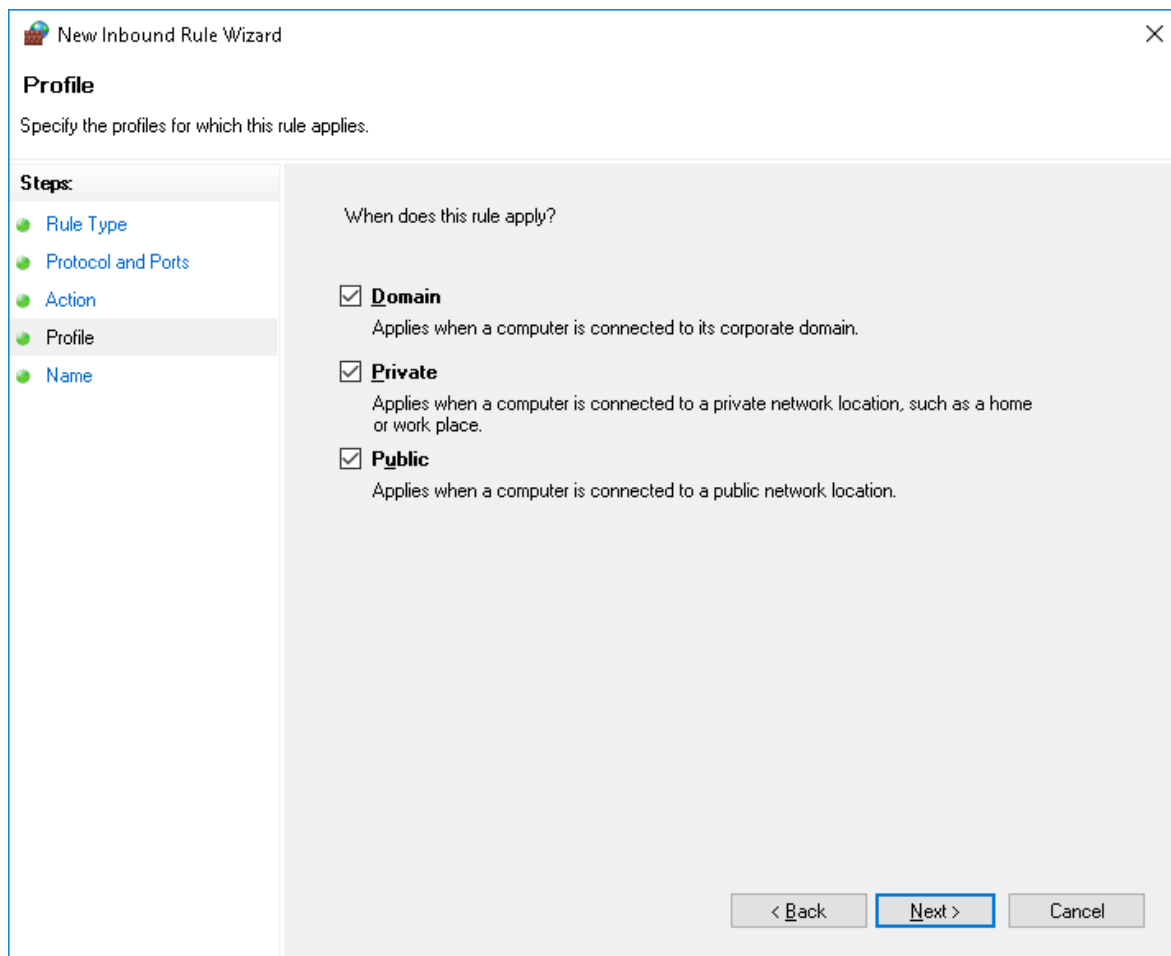 New Inbound Rule Wizard
Profile
Specify the profiles for which this rule applies.
Steps:
Rule Type
Protocol and Ports
Action
Profile
Name
When does this rule apply?
Domain
Applies when a computer is connected to its corporate domain.
Private
Applies when a computer is connected to a private network location, such as a home
or work place.
Public
Applies when a computer is connected to a public network location.
< Back
Next >
Cancel